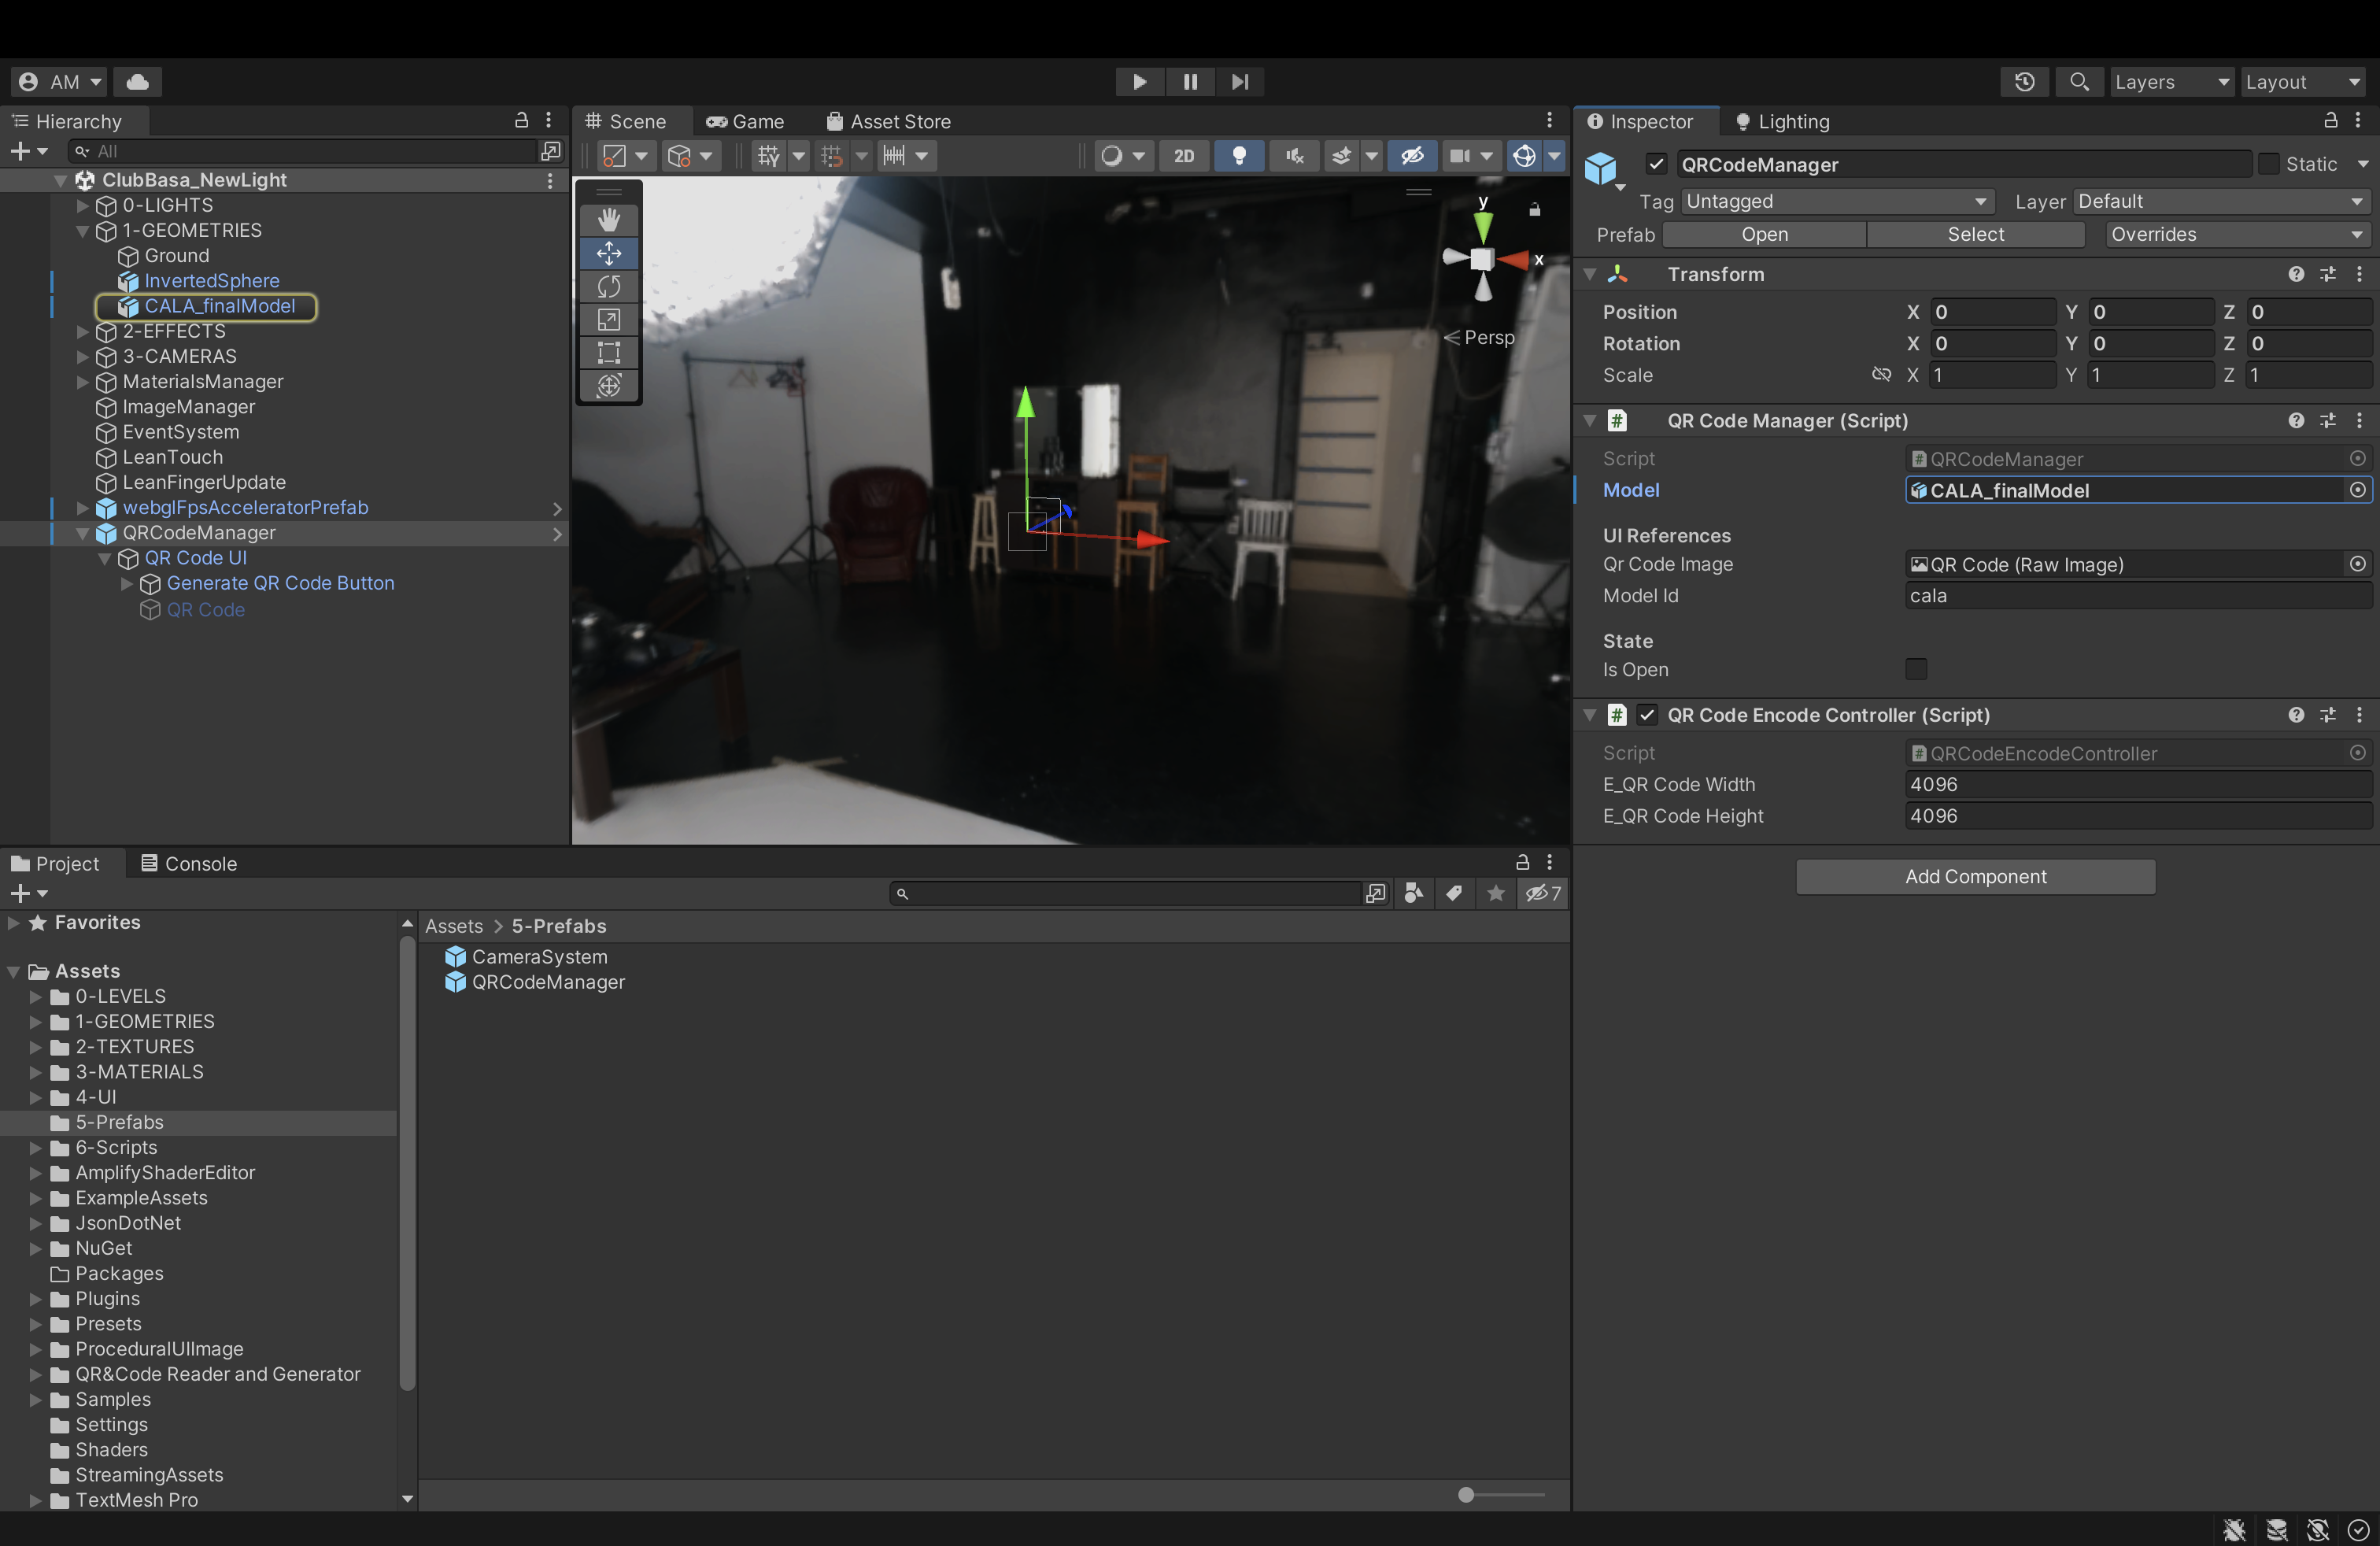 AM
Layers
Layout
Hierarchy
All
ClubBasa_NewLight
0-LIGHTS
1-GEOMETRIES
Ground
InvertedSphere
CALA_finalModel
2-EFFECTS
3-CAMERAS
MaterialsManager
ImageManager
EventSystem
LeanTouch
LeanFingerUpdate
webglFpsAcceleratorPrefab
QRCodeManager
QR Code UI
Generate QR Code Button
QR Code
Scene Game Asset Store
2D
y
x
Persp
Inspector Lighting
QRCodeManager Static
Tag Untagged Layer Default
Prefab Open Select Overrides
Transform
Position X 0 Y 0 Z 0
Rotation X 0 Y 0 Z 0
Scale X 1 Y 1 Z 1
# QR Code Manager (Script)
Script # QRCodeManager
Model CALA_finalModel
UI References
Qr Code Image QR Code (Raw Image)
Model Id cala
State
Is Open
# QR Code Encode Controller (Script)
Script # QRCodeEncodeController
E_QR Code Width 4096
E_QR Code Height 4096
Add Component
Project Console
7
Favorites
Assets
0-LEVELS
1-GEOMETRIES
2-TEXTURES
3-MATERIALS
4-UI
5-Prefabs
6-Scripts
AmplifyShaderEditor
ExampleAssets
JsonDotNet
NuGet
Packages
Plugins
Presets
ProceduralUIImage
QR&Code Reader and Generator
Samples
Settings
Shaders
StreamingAssets
TextMesh Pro
Assets > 5-Prefabs
CameraSystem
QRCodeManager